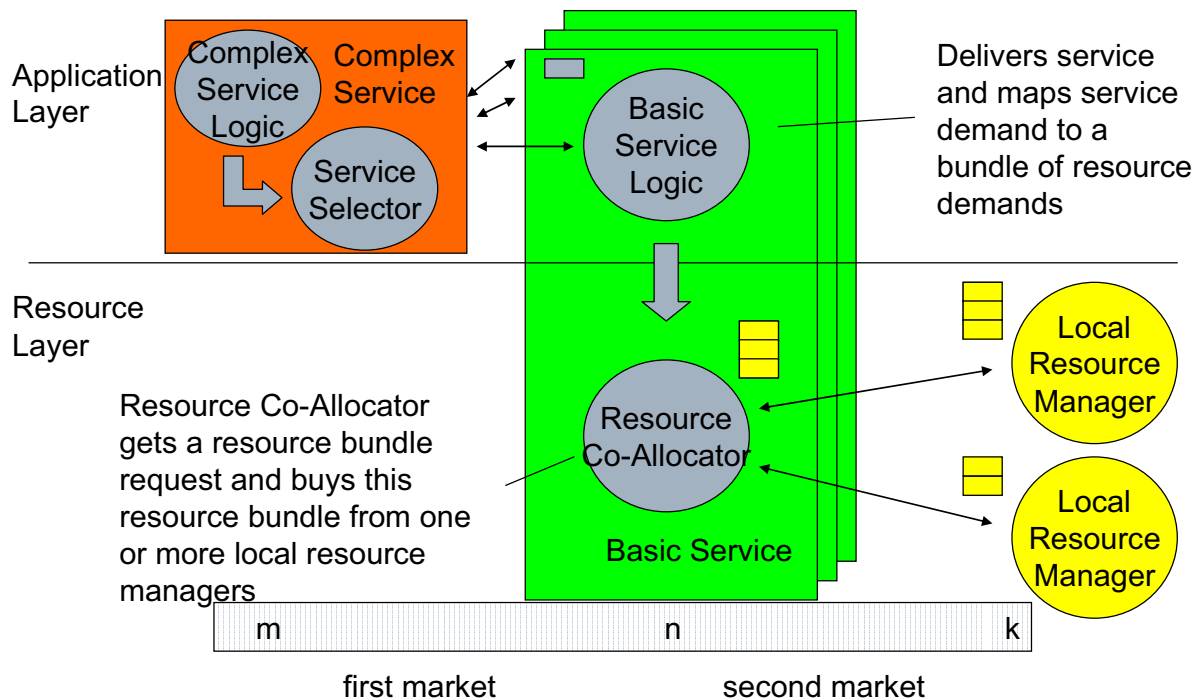 Application
Layer
Complex
Service
Logic
Complex
Service
Service
Selector
Basic
Service
Logic
Delivers service
and maps service
demand to a
bundle of resource
demands
Resource
Layer
Resource Co-Allocator
gets a resource bundle
request and buys this
resource bundle from one
or more local resource
managers
Resource
Co-Allocator
Basic Service
Local
Resource
Manager
Local
Resource
Manager
m n k
first market second market